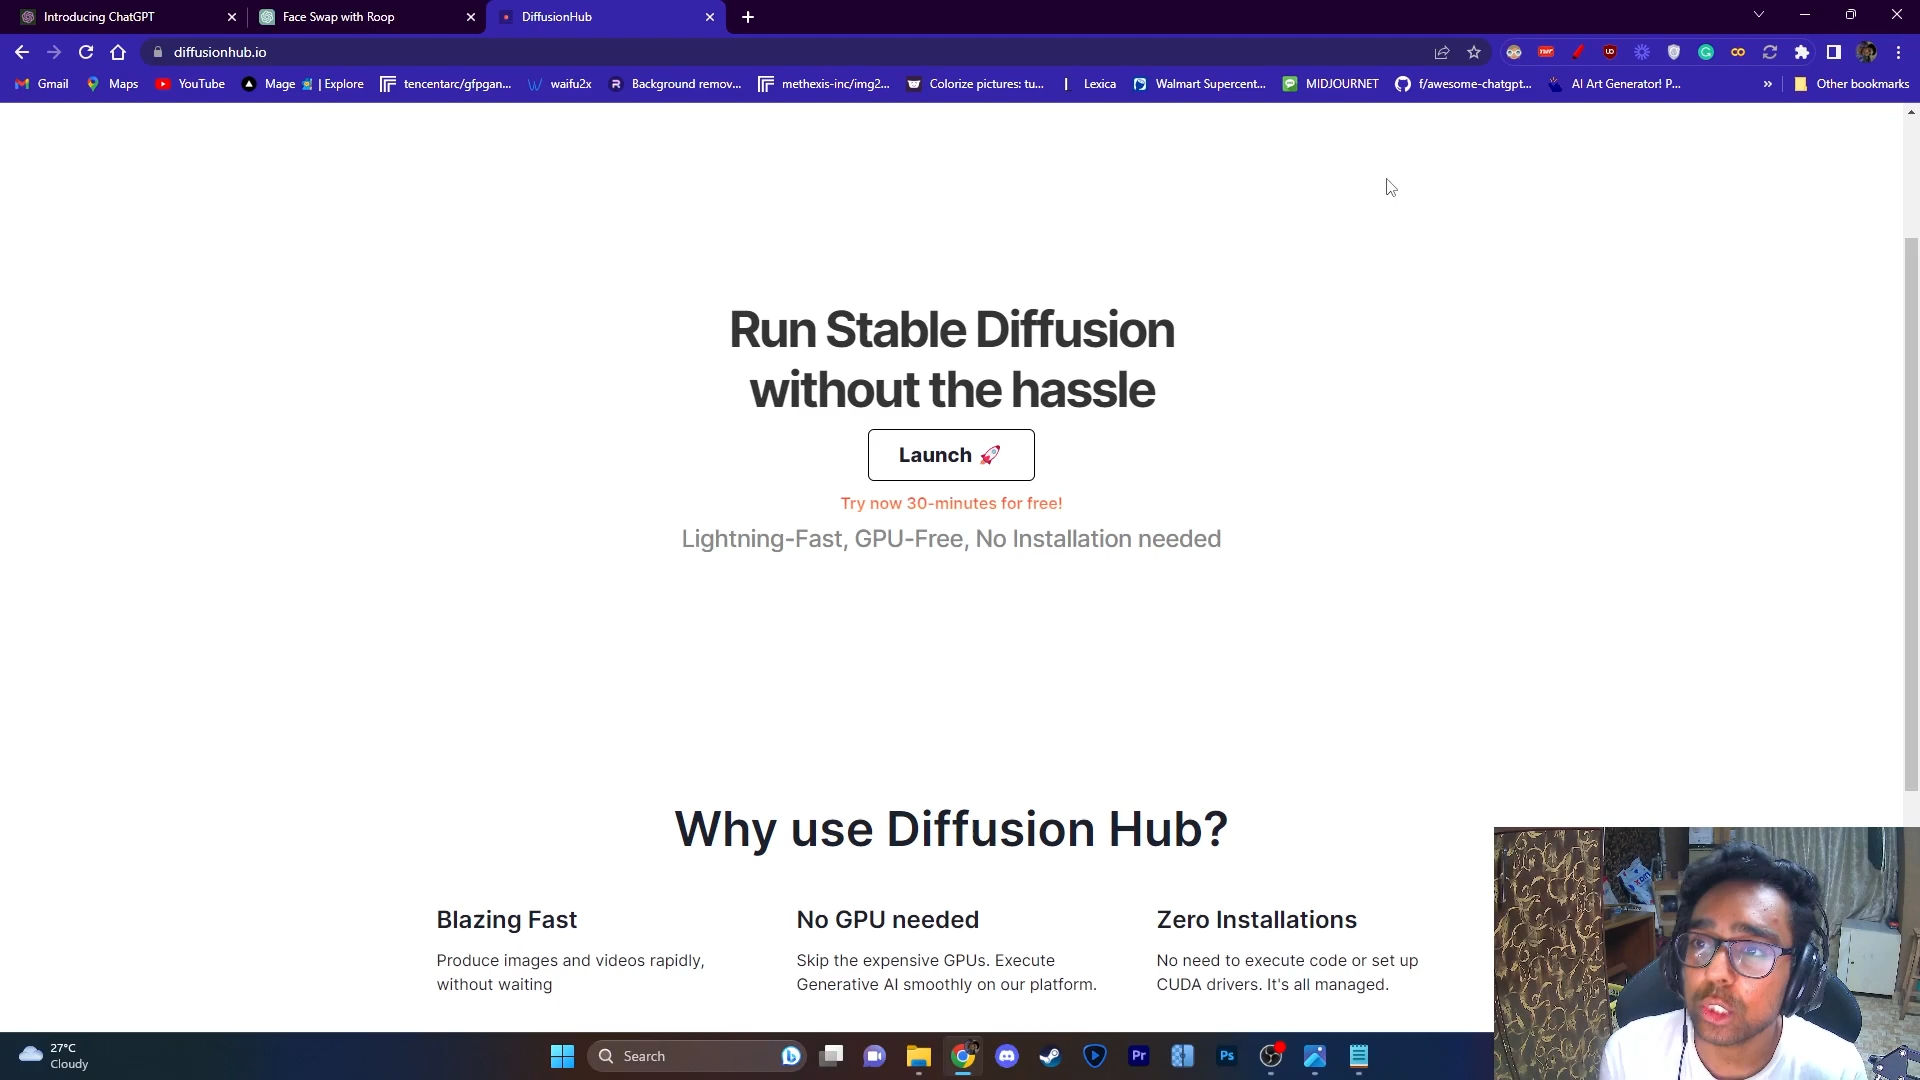 Introducing ChatGPT
Face Swap with Roop
DiffusionHub
diffusionhub.io
Gmail
Maps
YouTube
Mage | Explore
tencentarc/gfpgan...
waifu2x
Background remov...
methexis-inc/img2...
Colorize pictures: tu...
Lexica
Walmart Supercent...
MIDJOURNET
f/awesome-chatgpt...
AI Art Generator! P...
»
Other bookmarks
Run Stable Diffusion
without the hassle
Launch 🚀
Try now 30-minutes for free!
Lightning-Fast, GPU-Free, No Installation needed
Why use Diffusion Hub?
Blazing Fast
Produce images and videos rapidly,
without waiting
No GPU needed
Skip the expensive GPUs. Execute
Generative AI smoothly on our platform.
Zero Installations
No need to execute code or set up
CUDA drivers. It's all managed.
27°C
Cloudy
Search
Pr
Ps